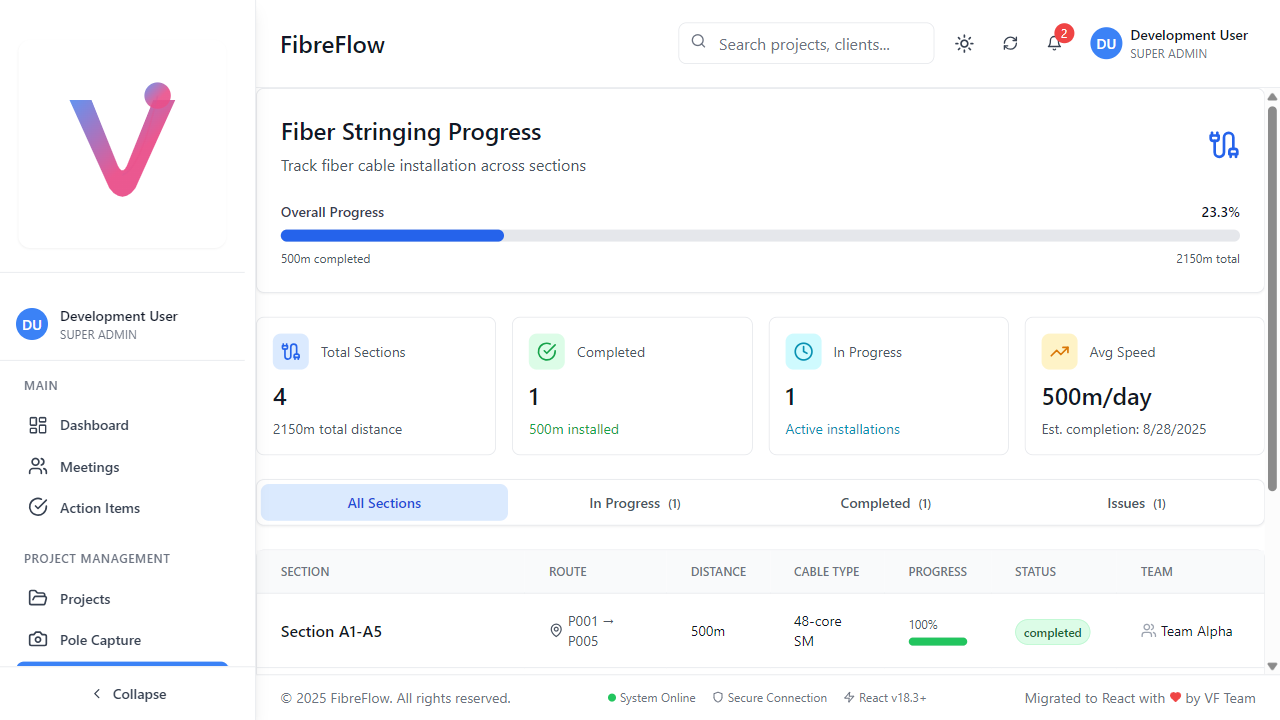 FibreFlow
Search projects, clients...
2
DU
Development User
SUPER ADMIN
DU
Development User
SUPER ADMIN
MAIN
Dashboard
Meetings
Action Items
PROJECT MANAGEMENT
Projects
Pole Capture
Collapse
Fiber Stringing Progress
Track fiber cable installation across sections
Overall Progress 23.3%
500m completed 2150m total
Total Sections
4
2150m total distance
Completed
1
500m installed
In Progress
1
Active installations
Avg Speed
500m/day
Est. completion: 8/28/2025
All Sections In Progress (1) Completed (1) Issues (1)
SECTION ROUTE DISTANCE CABLE TYPE PROGRESS STATUS TEAM
Section A1-A5 P001 → P005 500m 48-core SM 100% completed Team Alpha
© 2025 FibreFlow. All rights reserved. System Online Secure Connection React v18.3+ Migrated to React with ❤ by VF Team